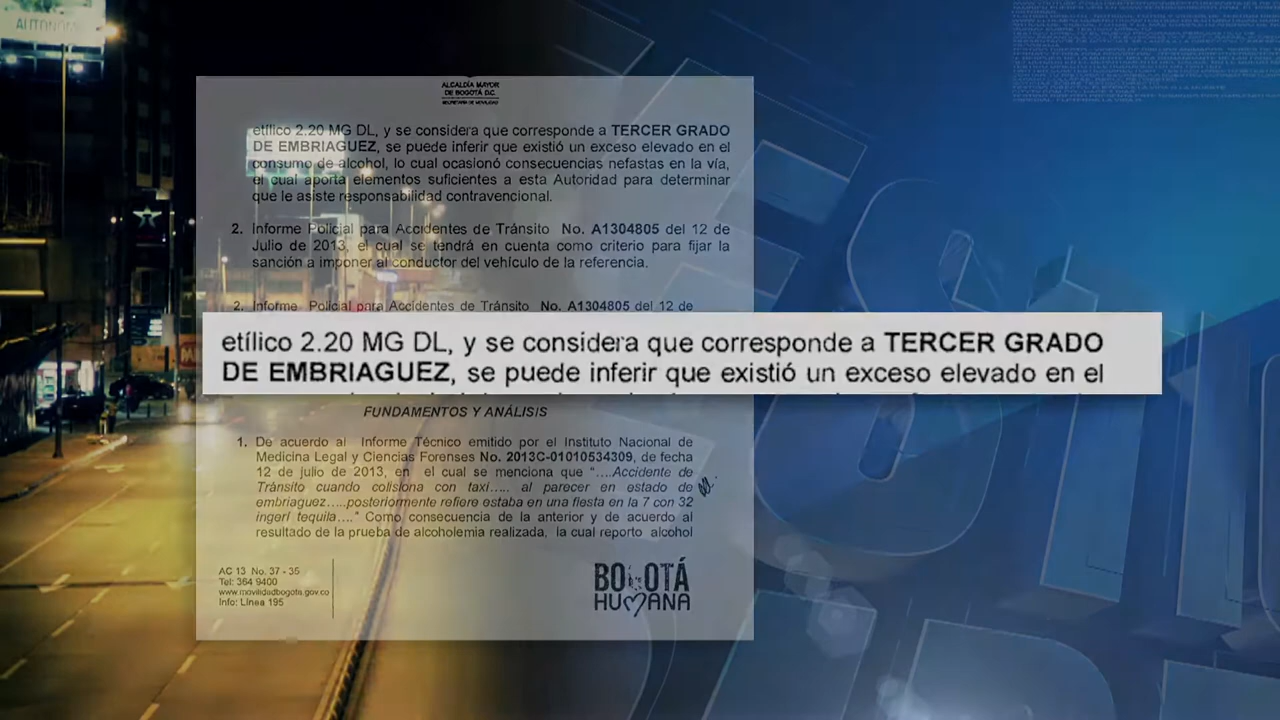 AUTONOM
ALCALDÍA MAYOR
DE BOGOTÁ D.C.
SECRETARÍA DE MOVILIDAD
etílico 2.20 MG DL, y se considera que corresponde a TERCER GRADO
DE EMBRIAGUEZ, se puede inferir que existió un exceso elevado en el
consumo de alcohol, lo cual ocasionó consecuencias nefastas en la vía,
el cual aporta elementos suficientes a esta Autoridad para determinar
que le asiste responsabilidad contravencional.
2. Informe Policial para Accidentes de Tránsito No. A1304805 del 12 de
Julio de 2013, el cual se tendrá en cuenta como criterio para fijar la
sanción a imponer al conductor del vehículo de la referencia.
2. Informe Policial para Accidentes de Tránsito No. A1304805 del 12 de
etílico 2.20 MG DL, y se considera que corresponde a TERCER GRADO
DE EMBRIAGUEZ, se puede inferir que existió un exceso elevado en el
FUNDAMENTOS Y ANÁLISIS
1. De acuerdo al Informe Técnico emitido por el Instituto Nacional de
Medicina Legal y Ciencias Forenses No. 2013C-01010534309, de fecha
12 de julio de 2013, en el cual se menciona que “....Accidente de
Tránsito cuando colisiona con taxi..... al parecer en estado de
embriaguez.....posteriormente refiere estaba en una fiesta en la 7 con 32
ingerí tequila....” Como consecuencia de la anterior y de acuerdo al
resultado de la prueba de alcoholemia realizada, la cual reporto alcohol
AC 13 No. 37 - 35
Tel: 364 9400
www.movilidadbogota.gov.co
Info: Línea 195
BOGOTÁ
HUMANA